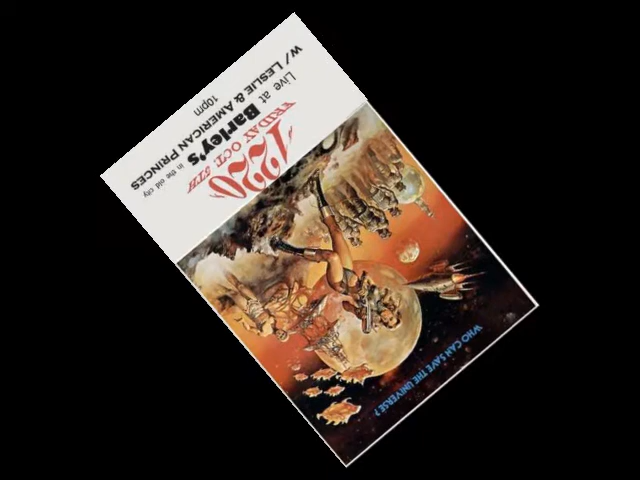 WHO CAN SAVE THE UNIVERSE?
"1220"
FRIDAY OCT. 5TH
Live at Barley's in the old city
W/ LESLIE & AMERICAN PRINCES
10pm